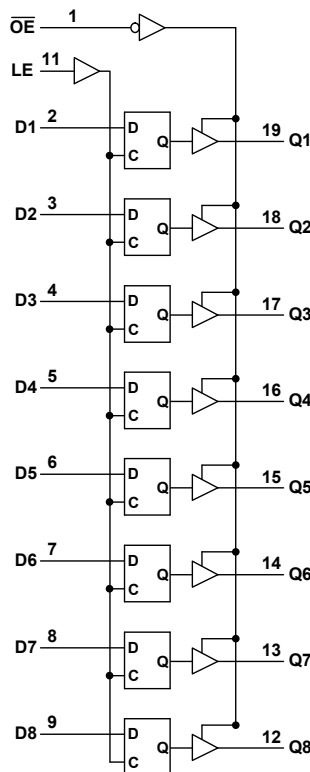 O̅E̅ 1
LE 11
D1 2 D C Q 19 Q1
D2 3 D C Q 18 Q2
D3 4 D C Q 17 Q3
D4 5 D C Q 16 Q4
D5 6 D C Q 15 Q5
D6 7 D C Q 14 Q6
D7 8 D C Q 13 Q7
D8 9 D C Q 12 Q8